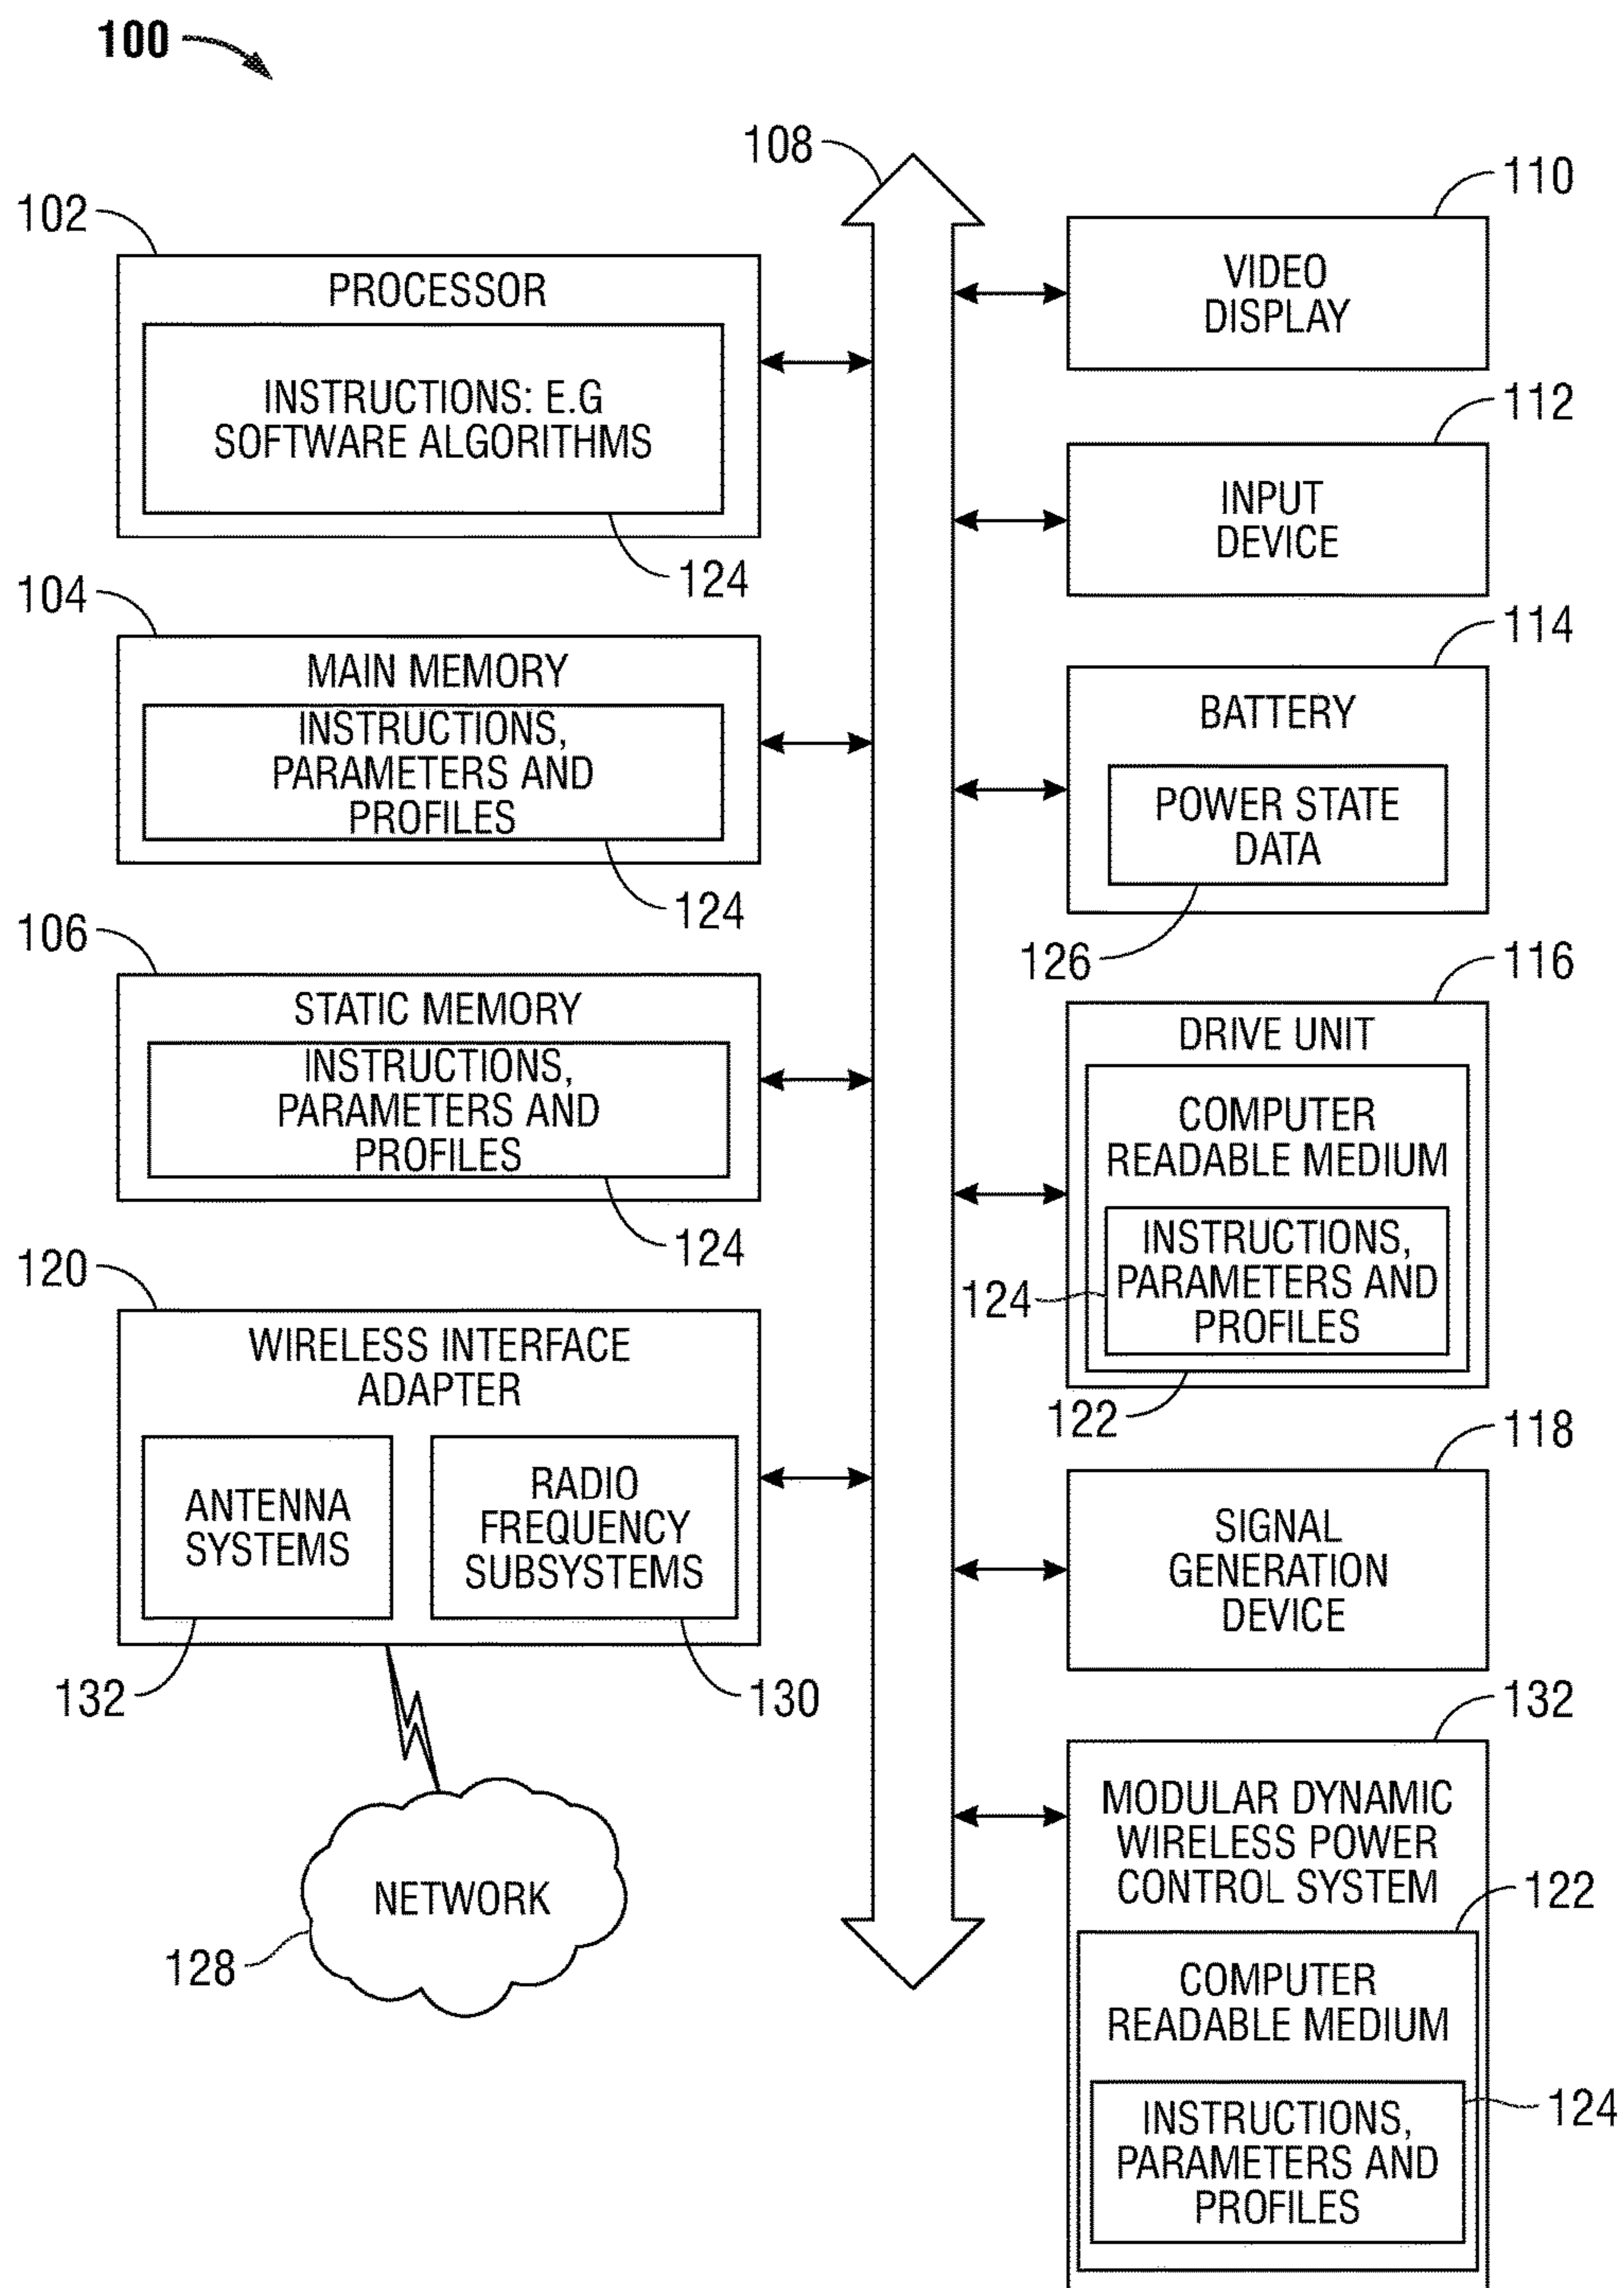 100
108
102
PROCESSOR
INSTRUCTIONS: E.G
SOFTWARE ALGORITHMS
124
104
MAIN MEMORY
INSTRUCTIONS,
PARAMETERS AND
PROFILES
124
106
STATIC MEMORY
INSTRUCTIONS,
PARAMETERS AND
PROFILES
124
120
WIRELESS INTERFACE
ADAPTER
ANTENNA
SYSTEMS
RADIO
FREQUENCY
SUBSYSTEMS
132
130
NETWORK
128
110
VIDEO
DISPLAY
112
INPUT
DEVICE
114
BATTERY
POWER STATE
DATA
126
116
DRIVE UNIT
COMPUTER
READABLE MEDIUM
INSTRUCTIONS,
PARAMETERS AND
PROFILES
124
122
118
SIGNAL
GENERATION
DEVICE
132
MODULAR DYNAMIC
WIRELESS POWER
CONTROL SYSTEM
122
COMPUTER
READABLE MEDIUM
124
INSTRUCTIONS,
PARAMETERS AND
PROFILES